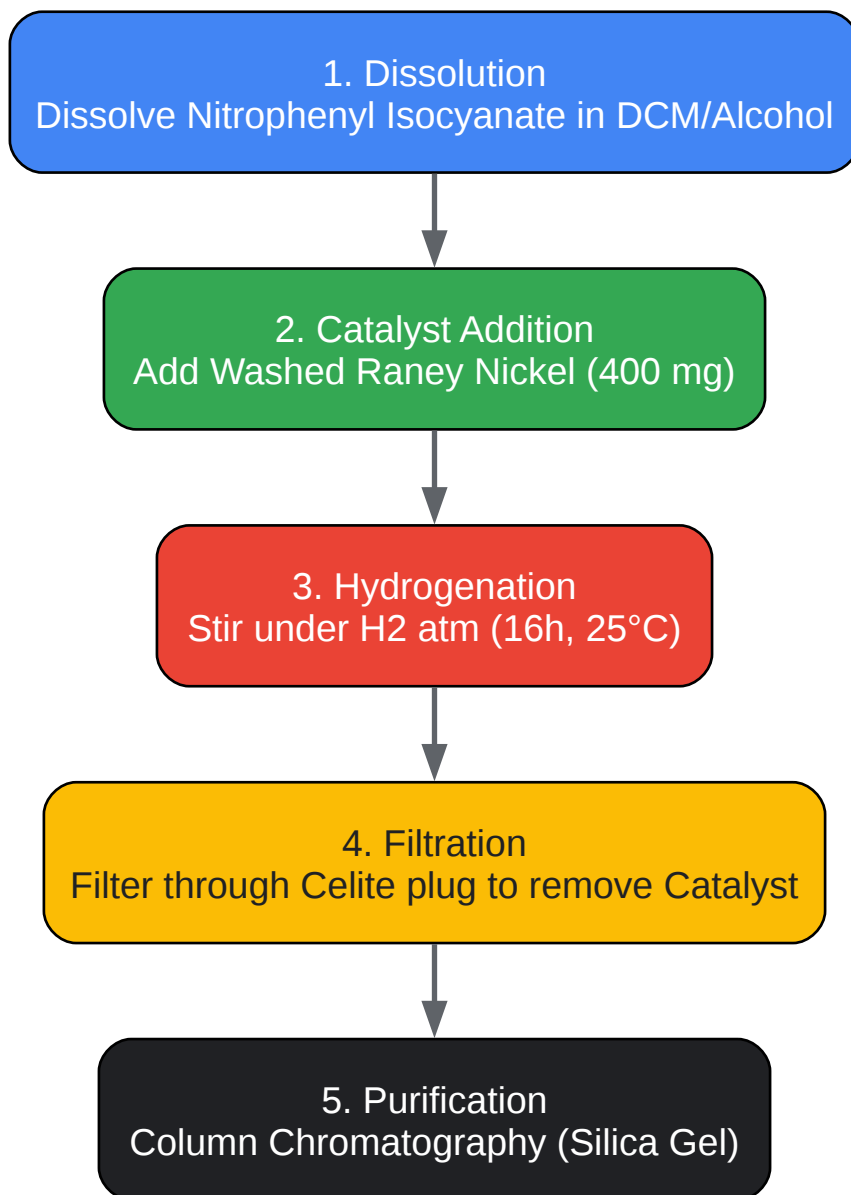 1. Dissolution
Dissolve Nitrophenyl Isocyanate in DCM/Alcohol
2. Catalyst Addition
Add Washed Raney Nickel (400 mg)
3. Hydrogenation
Stir under H2 atm (16h, 25°C)
4. Filtration
Filter through Celite plug to remove Catalyst
5. Purification
Column Chromatography (Silica Gel)